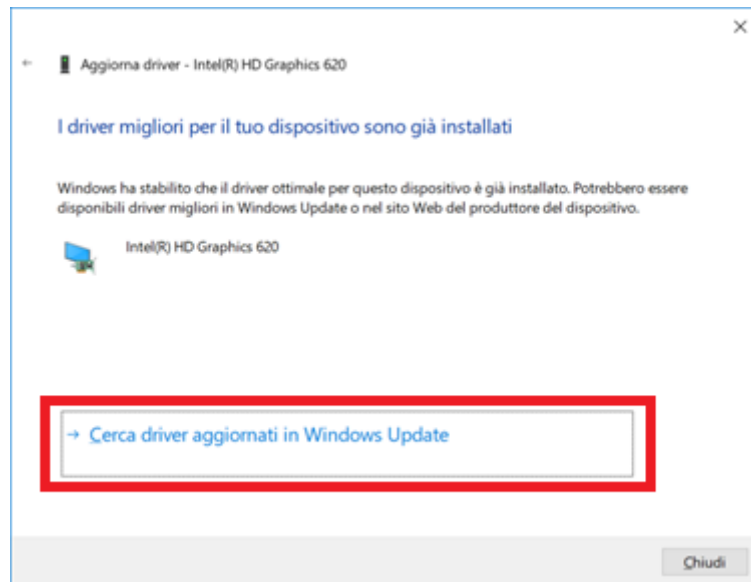 Aggiorna driver - Intel(R) HD Graphics 620
I driver migliori per il tuo dispositivo sono già installati
Windows ha stabilito che il driver ottimale per questo dispositivo è già installato. Potrebbero essere
disponibili driver migliori in Windows Update o nel sito Web del produttore del dispositivo.
Intel(R) HD Graphics 620
Cerca driver aggiornati in Windows Update
Chiudi